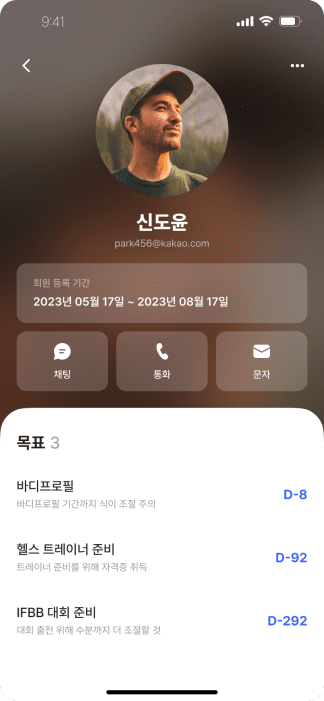 9:41
신도윤
park456@kakao.com
회원 등록 기간
2023년 05월 17일 ~ 2023년 08월 17일
채팅
통화
문자
목표 3
바디프로필
바디프로필 기간까지 식이 조절 주의
D-8
헬스 트레이너 준비
트레이너 준비를 위해 자격증 취득
D-92
IFBB 대회 준비
대회 출전 위해 수분까지 더 조절할 것
D-292